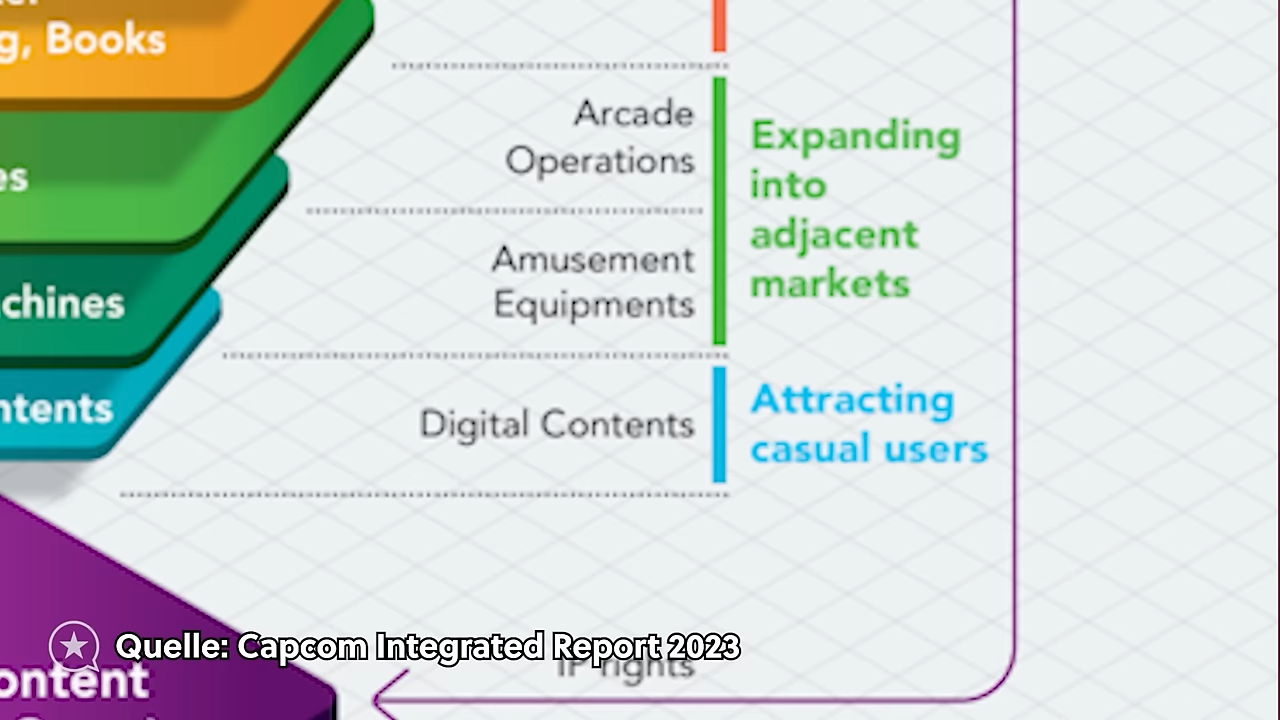 g, Books
Arcade
Operations
Expanding
into
adjacent
markets
es
Amusement
Equipments
chines
Attracting
casual users
ntents
Digital Contents
Quelle: Capcom Integrated Report 2023
IP rights
ontent